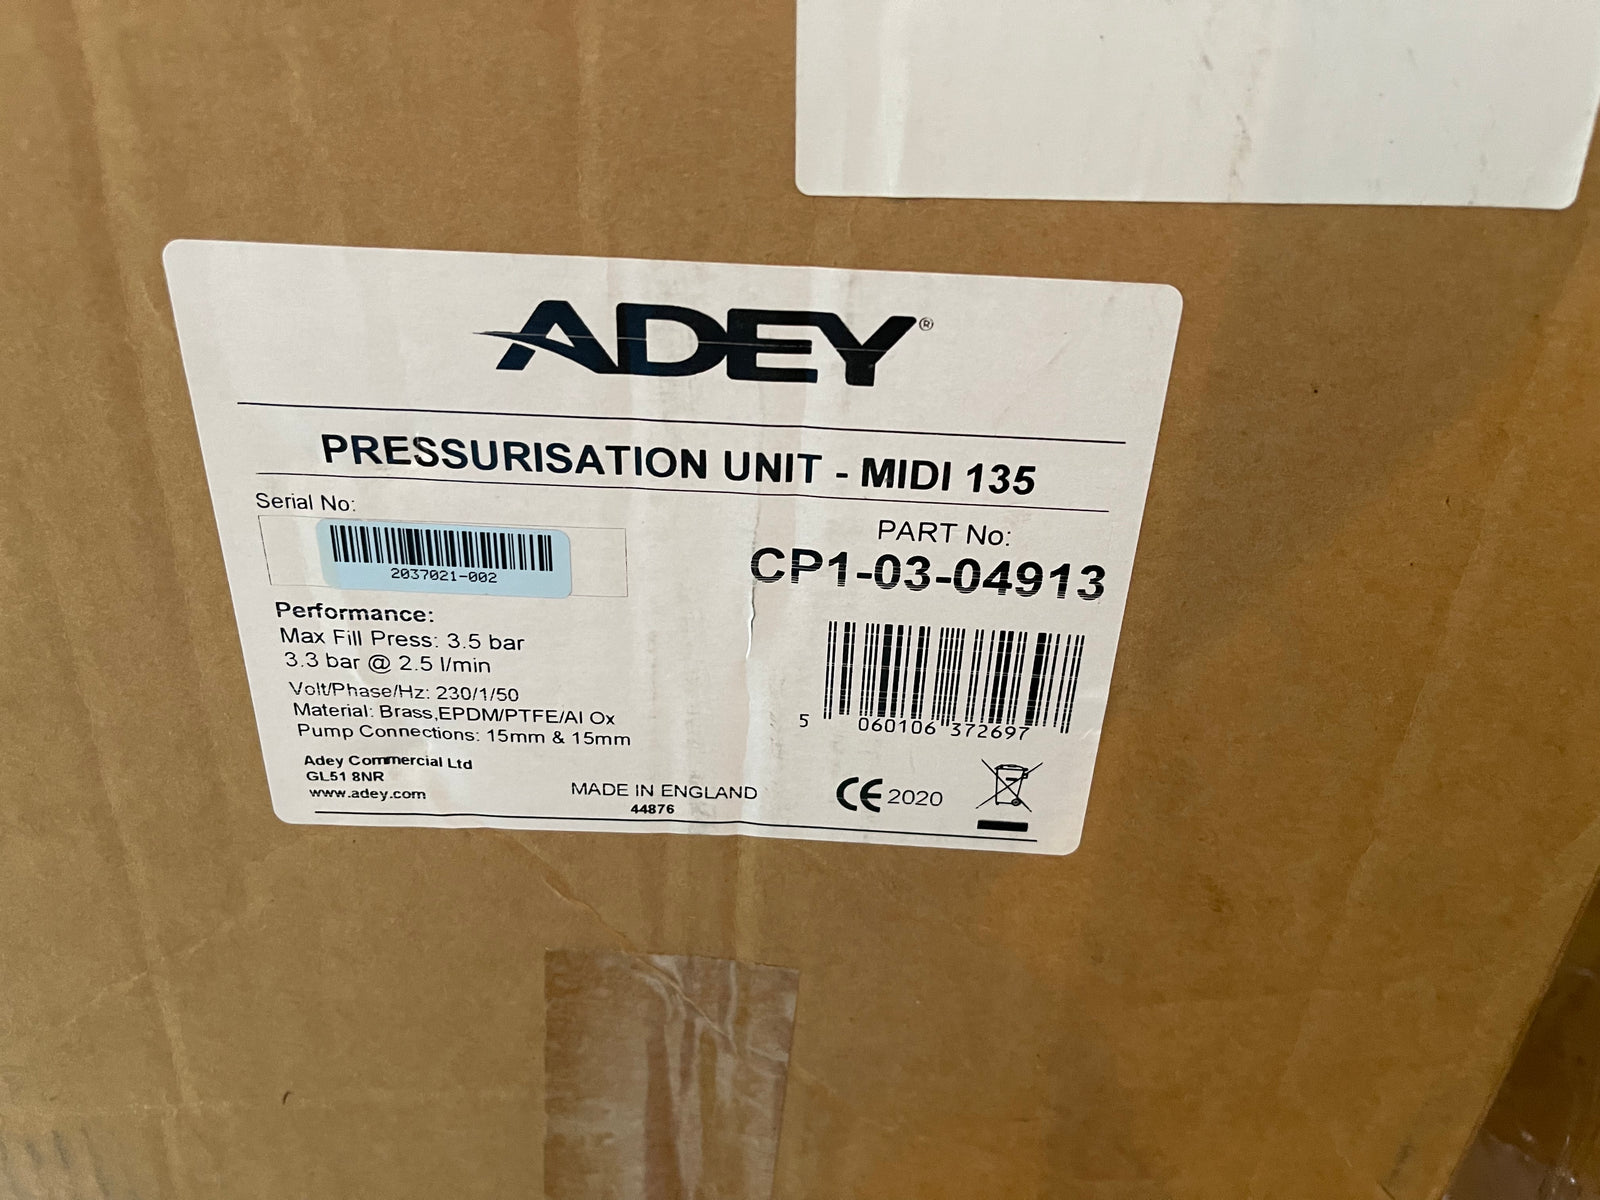 ADEY®
PRESSURISATION UNIT - MIDI 135
Serial No:
2037021-002
PART No:
CP1-03-04913
Performance:
Max Fill Press: 3.5 bar
3.3 bar @ 2.5 l/min
Volt/Phase/Hz: 230/1/50
Material: Brass,EPDM/PTFE/Al Ox
Pump Connections: 15mm & 15mm
5 060106 372697
Adey Commercial Ltd
GL51 8NR
www.adey.com
MADE IN ENGLAND
44876
CE 2020